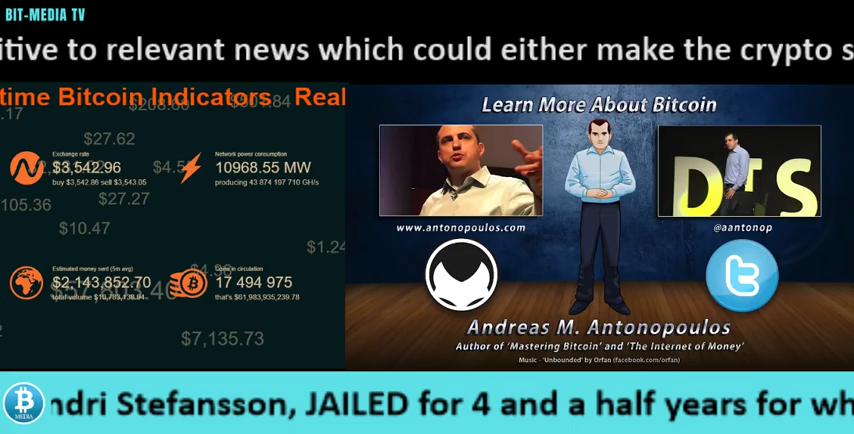 BIT-MEDIA TV
itive to relevant news which could either make the crypto s
time Bitcoin Indicators Real
.17
$27.62
Exchange rate
$3,542.96
buy $3,542.86 sell $3,543.05
Network power consumption
10968.55 MW
producing 43 874 197 710 GH/s
105.36
$27.27
$10.47
$1.24
Estimated money sent (5m avg)
$2,143,852.70
Coins in circulation
17 494 975
that's $61,983,935,239.78
$7,135.73
Learn More About Bitcoin
DTS
www.antonopoulos.com
@aantonop
Andreas M. Antonopoulos
Author of 'Mastering Bitcoin' and 'The Internet of Money'
Music - 'Unbounded' by Orfan (facebook.com/orfan)
MEDIA
ndri Stefansson, JAILED for 4 and a half years for wh